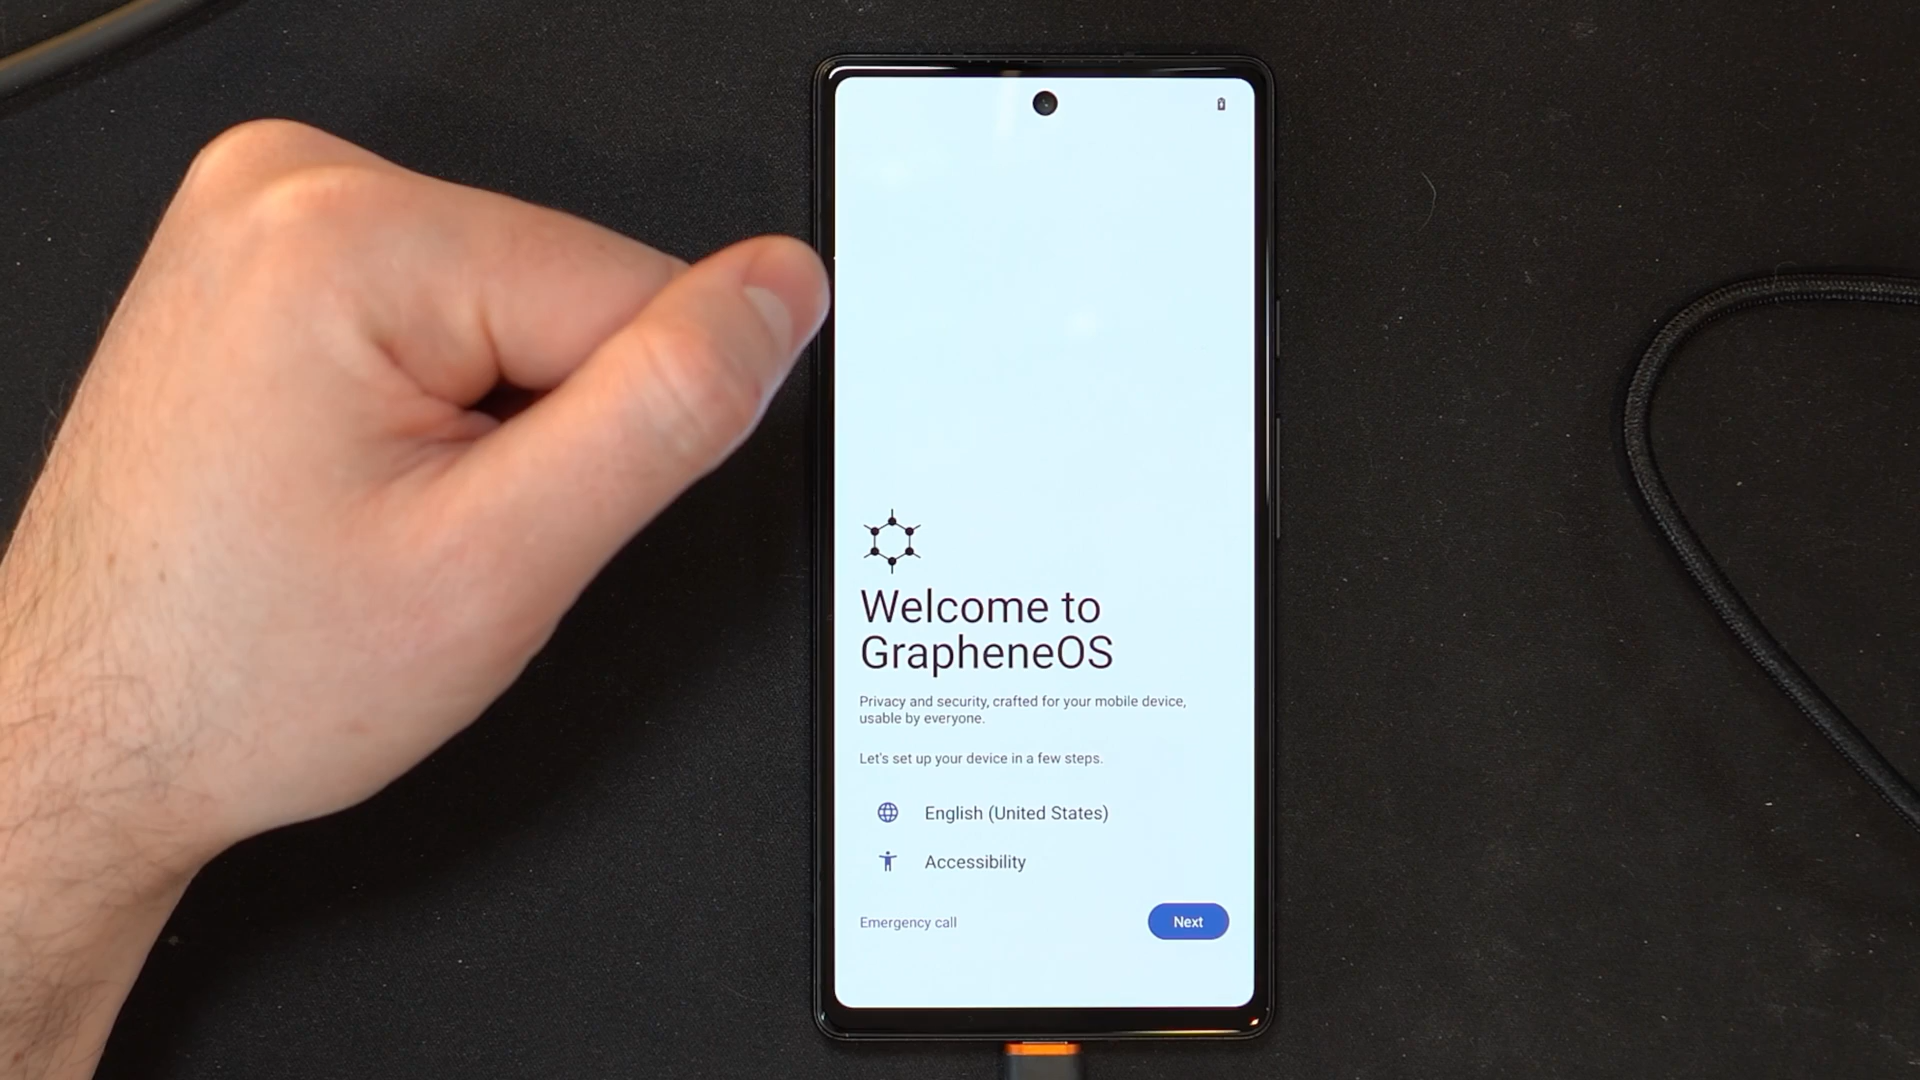 Welcome to
GrapheneOS
Privacy and security, crafted for your mobile device,
usable by everyone.
Let's set up your device in a few steps.
English (United States)
Accessibility
Emergency call
Next